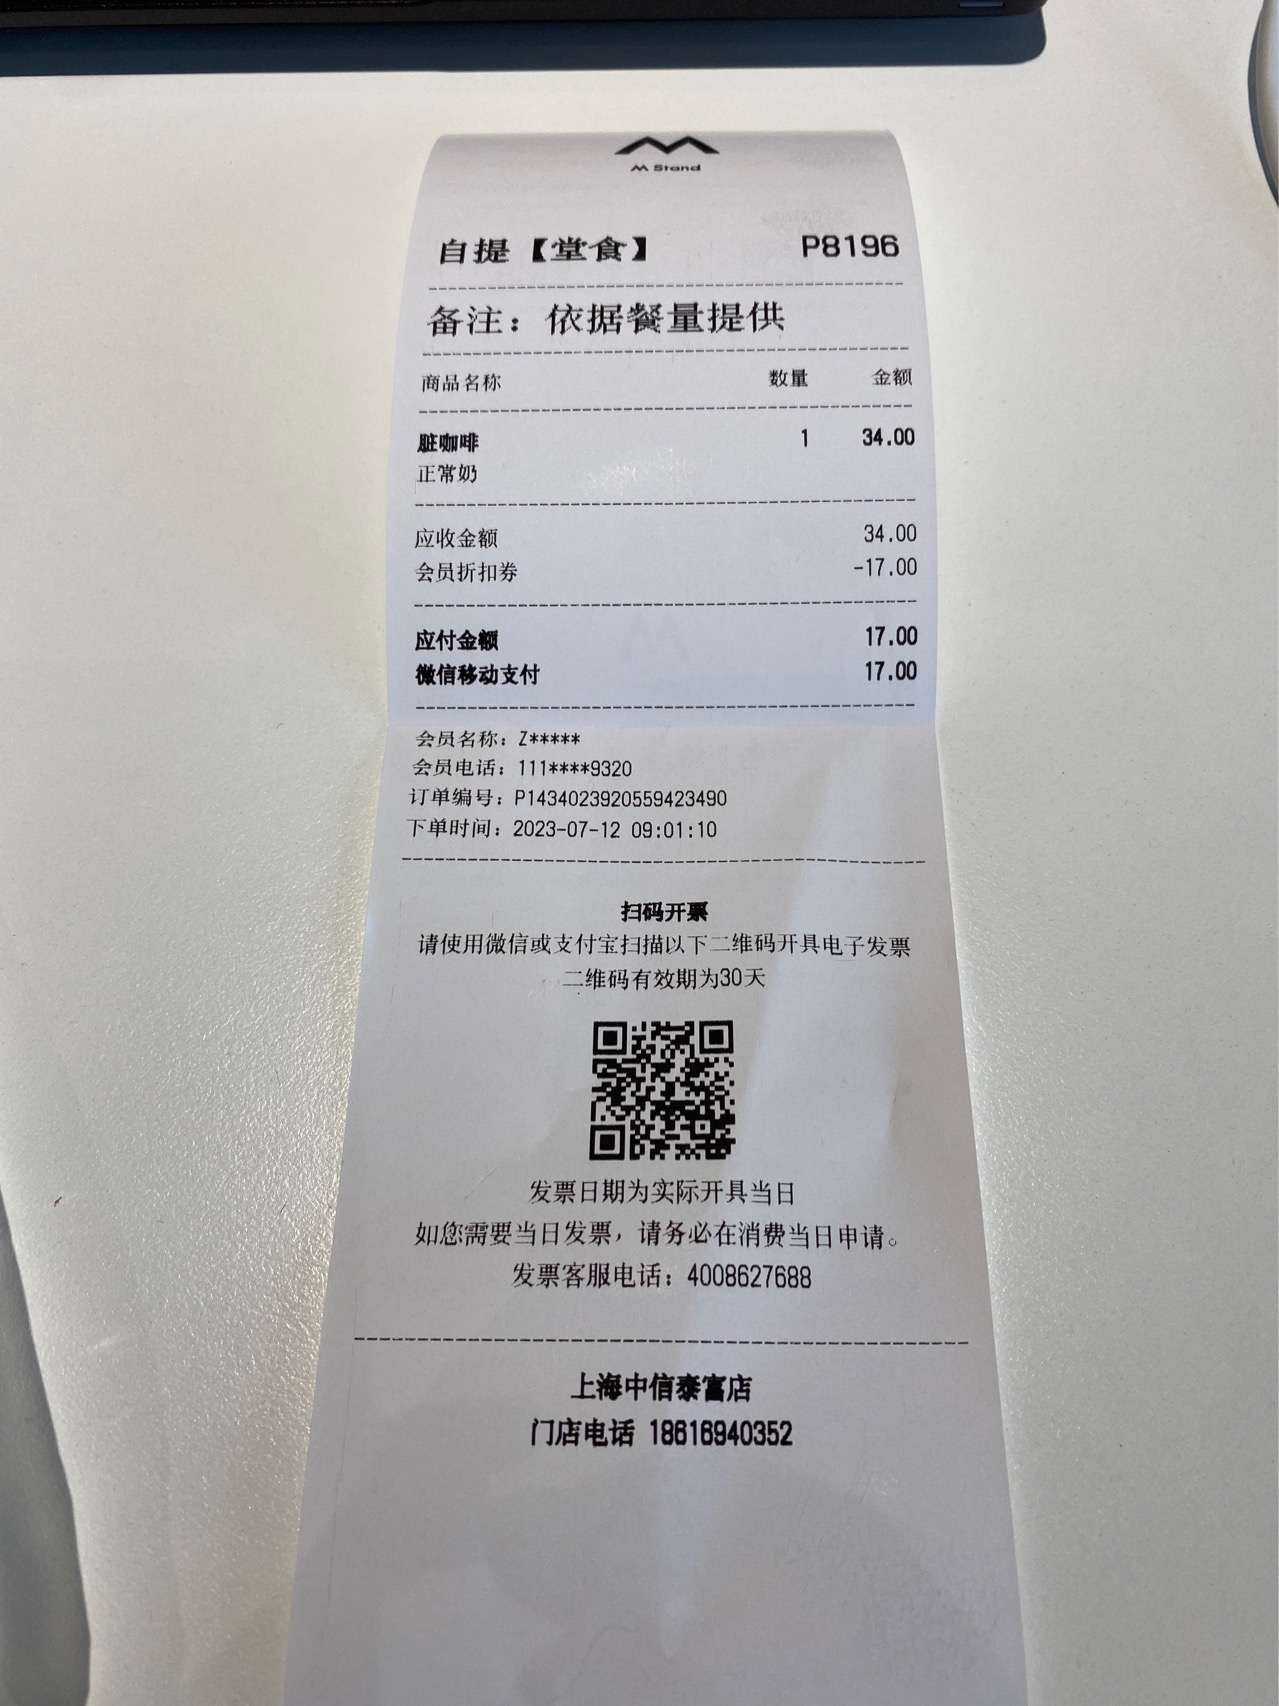 M Stand
自提【堂食】 P8196
备注：依据餐量提供
商品名称 数量 金额
脏咖啡 1 34.00
正常奶
应收金额 34.00
会员折扣券 -17.00
应付金额 17.00
微信移动支付 17.00
会员名称：Z*****
会员电话：111****9320
订单编号：P1434023920559423490
下单时间：2023-07-12 09:01:10
扫码开票
请使用微信或支付宝扫描以下二维码开具电子发票
二维码有效期为30天
发票日期为实际开具当日
如您需要当日发票，请务必在消费当日申请。
发票客服电话：4008627688
上海中信泰富店
门店电话 18616940352